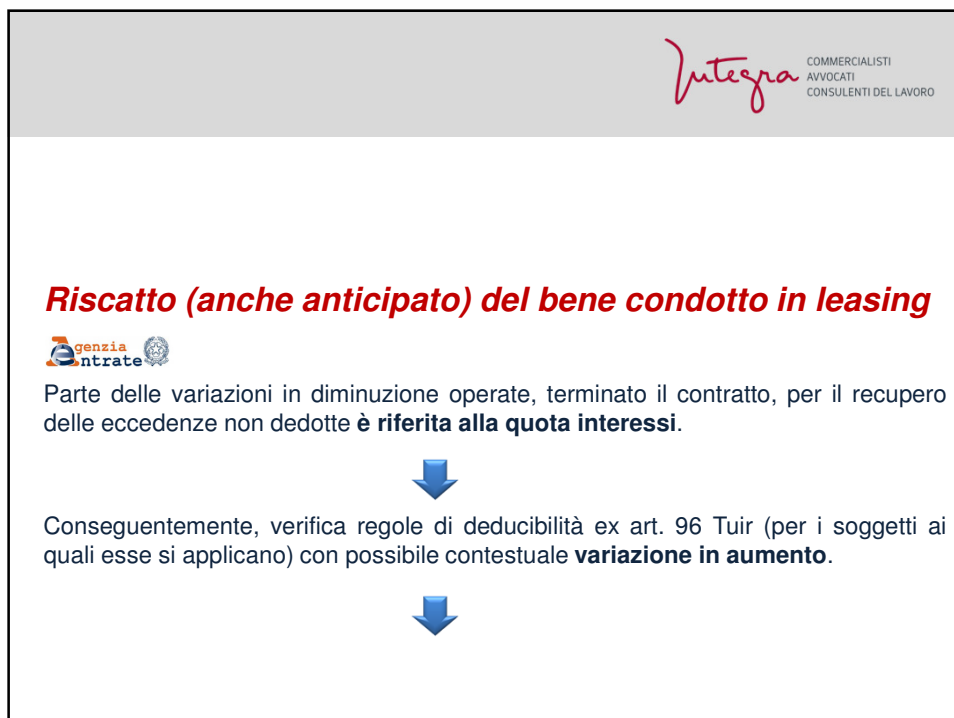 Integra
COMMERCIALISTI
AVVOCATI
CONSULENTI DEL LAVORO
Riscatto (anche anticipato) del bene condotto in leasing
Agenzia
Entrate
Parte delle variazioni in diminuzione operate, terminato il contratto, per il recupero
delle eccedenze non dedotte è riferita alla quota interessi.
Conseguentemente, verifica regole di deducibilità ex art. 96 Tuir (per i soggetti ai
quali esse si applicano) con possibile contestuale variazione in aumento.